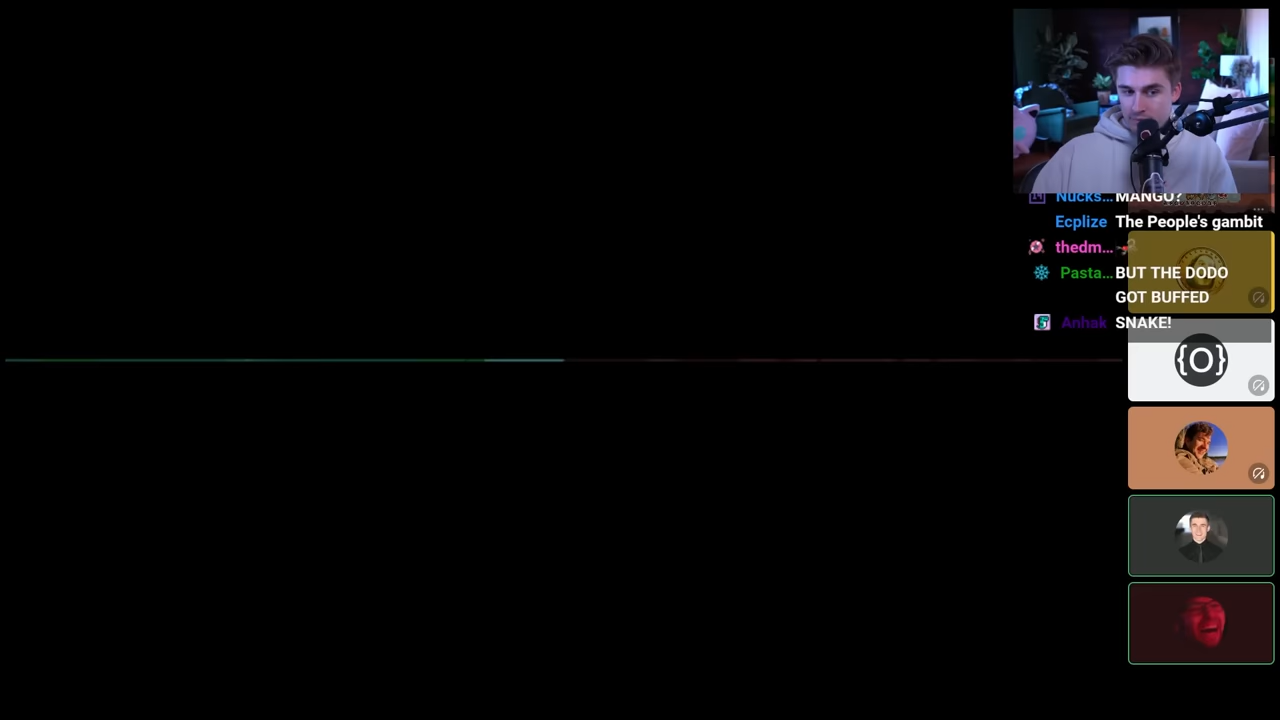 Nucks... MANGO?
Ecplize The People's gambit
thedm...
Pasta... BUT THE DODO
GOT BUFFED
Anhak SNAKE!
{O}